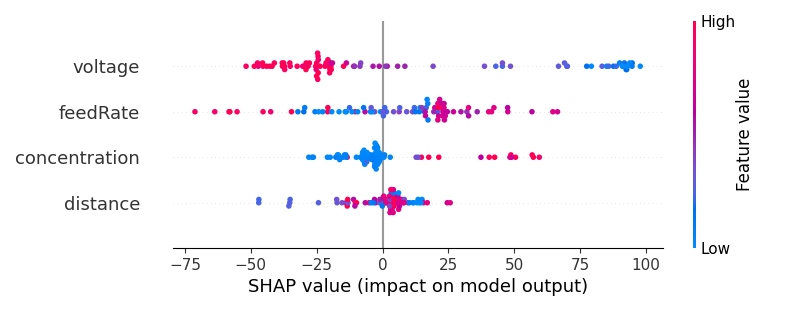 High
voltage
feedRate
concentration
distance
Feature value
Low
−75 −50 −25 0 25 50 75 100
SHAP value (impact on model output)